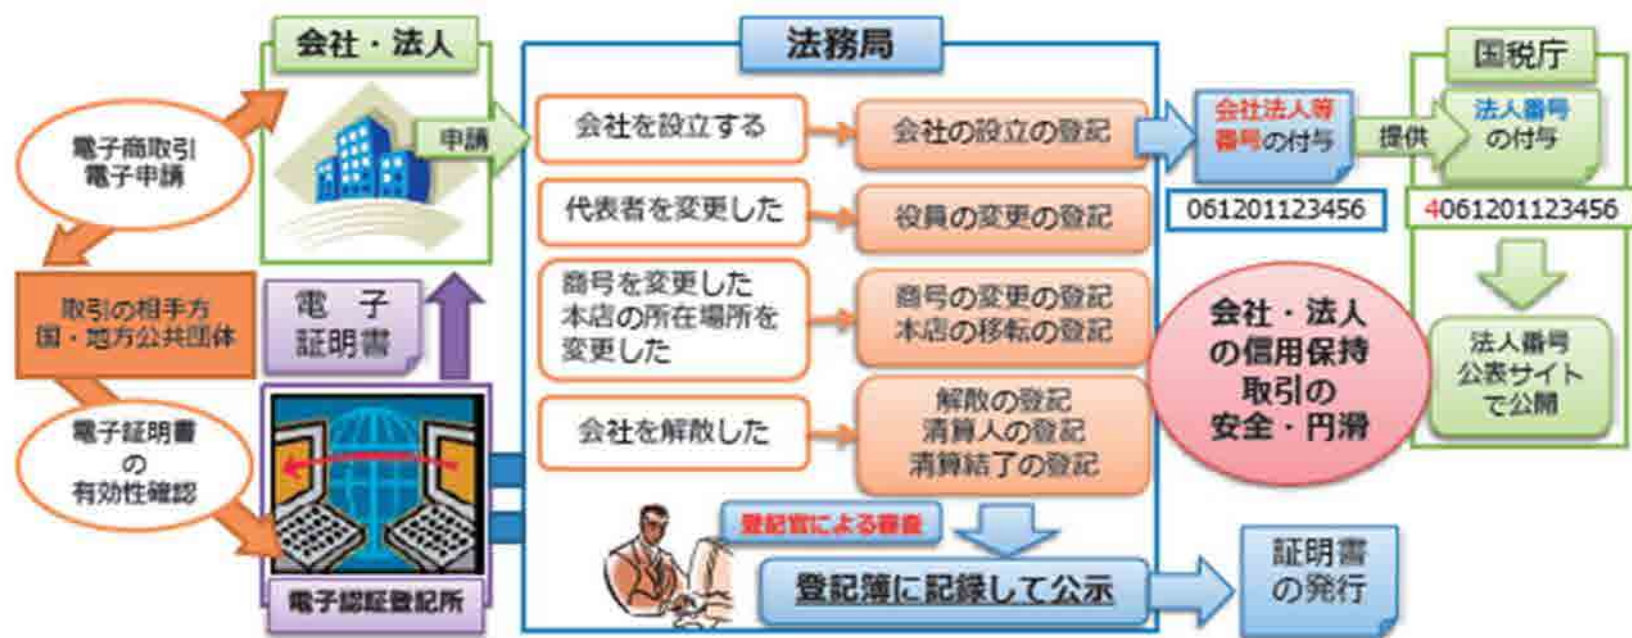 会社・法人
法務局
国税庁
電子商取引
電子申請
申請
会社を設立する
会社の設立の登記
会社法人等
番号の付与
提供
法人番号
の付与
061201123456
4061201123456
代表者を変更した
役員の変更の登記
取引の相手方
国・地方公共団体
電　子
証明書
商号を変更した
本店の所在場所を
変更した
商号の変更の登記
本店の移転の登記
会社・法人
の信用保持
取引の
安全・円滑
法人番号
公表サイト
で公開
電子証明書
の
有効性確認
会社を解散した
解散の登記
清算人の登記
清算結了の登記
登記官による審査
登記簿に記録して公示
証明書
の発行
電子認証登記所